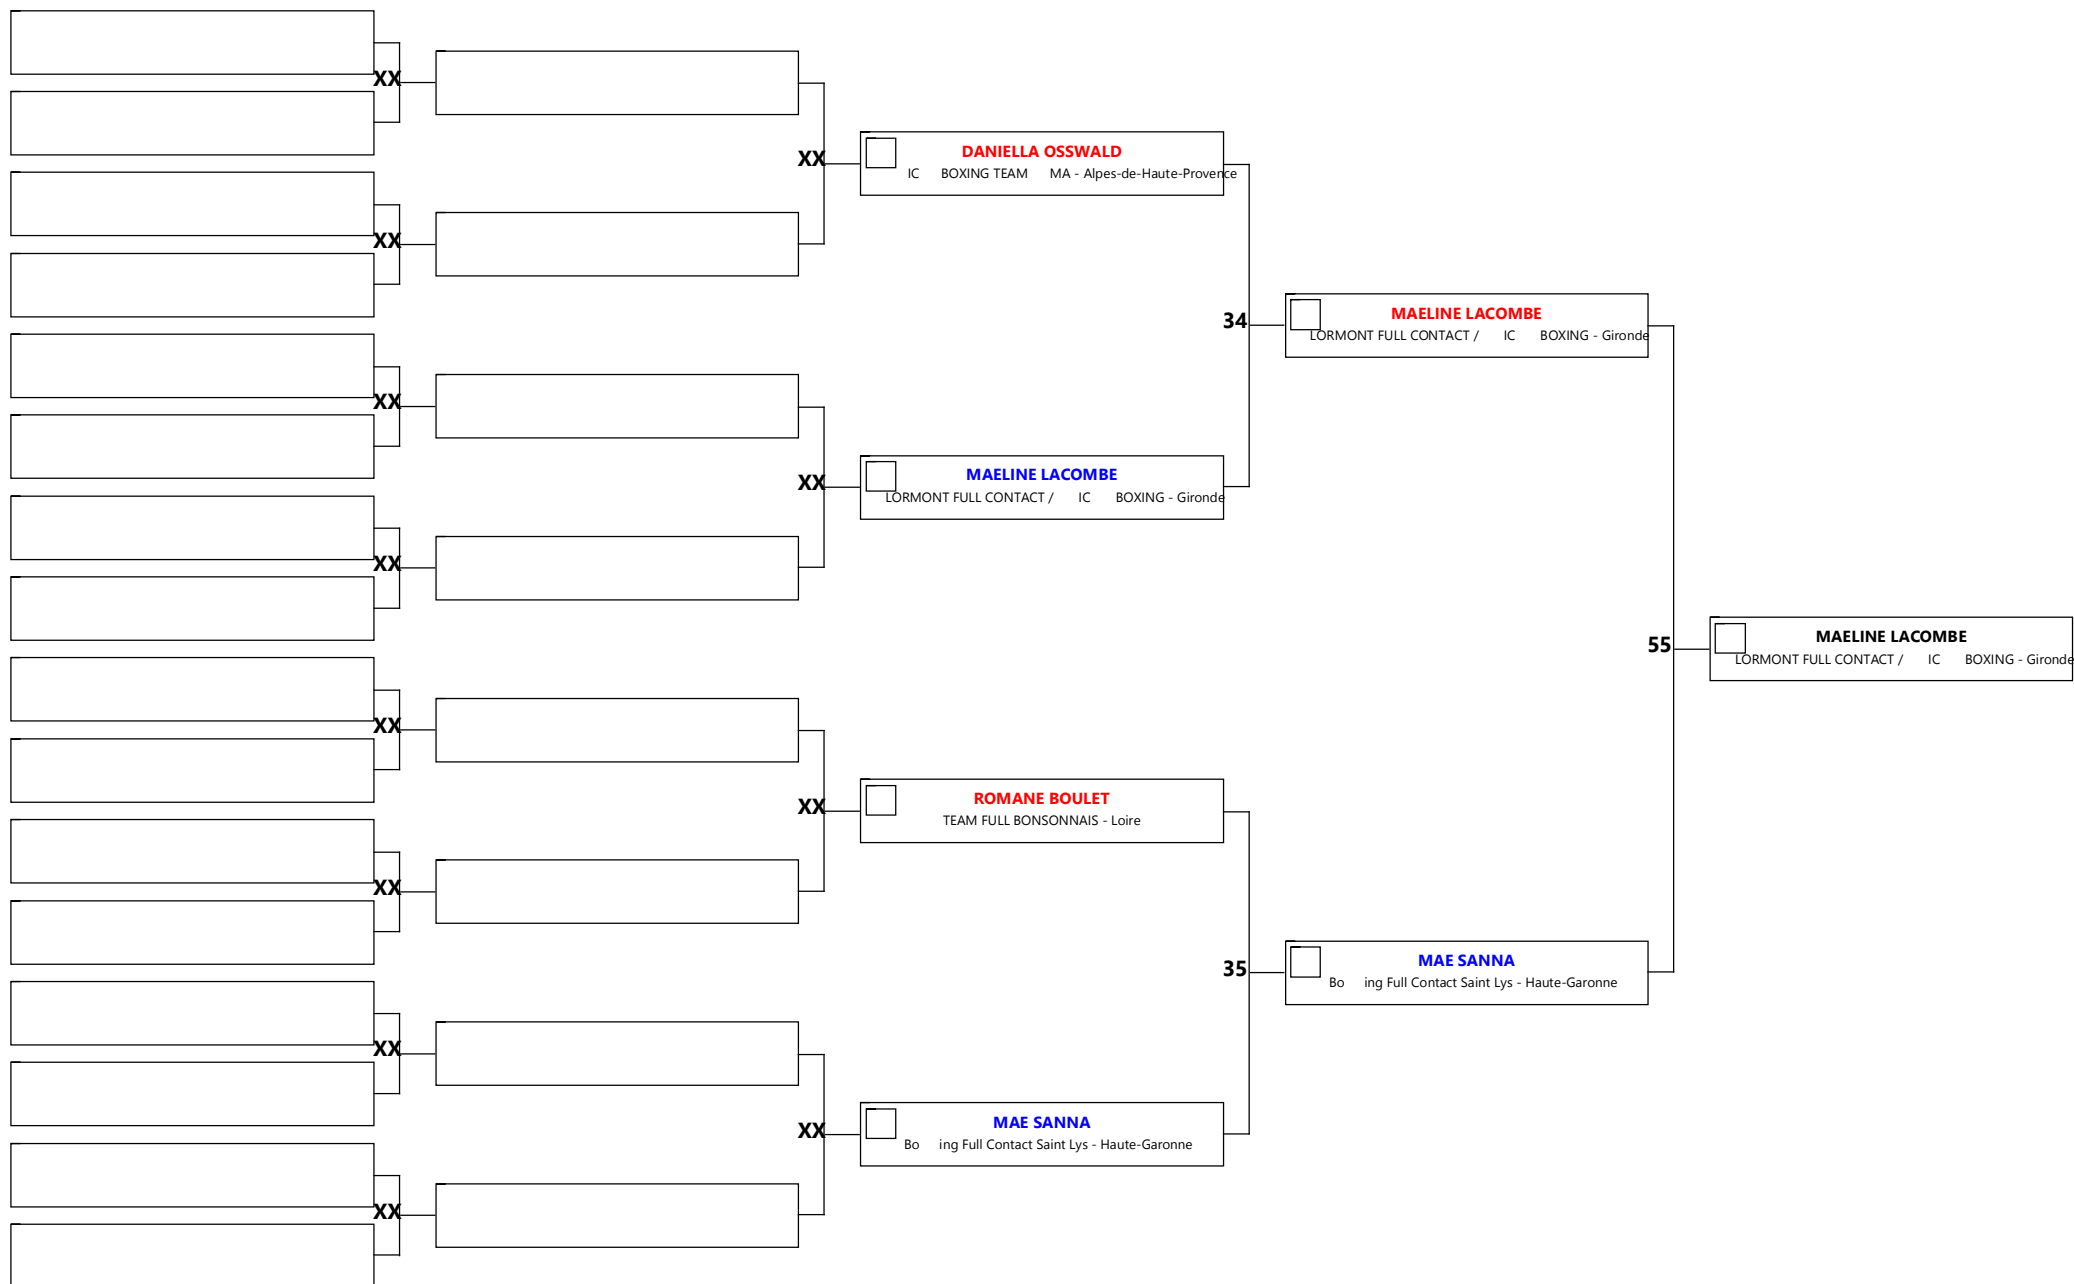 XX
XX
XX
XX
XX
XX
XX
XX
XX
XX
XX
XX
DANIELLA OSSWALD
IC BOXING TEAM MA - Alpes-de-Haute-Provence
MAELINE LACOMBE
LORMONT FULL CONTACT / IC BOXING - Gironde
ROMANE BOULET
TEAM FULL BONSONNAIS - Loire
MAE SANNA
Bo ing Full Contact Saint Lys - Haute-Garonne
34
35
MAELINE LACOMBE
LORMONT FULL CONTACT / IC BOXING - Gironde
MAE SANNA
Bo ing Full Contact Saint Lys - Haute-Garonne
55
MAELINE LACOMBE
LORMONT FULL CONTACT / IC BOXING - Gironde